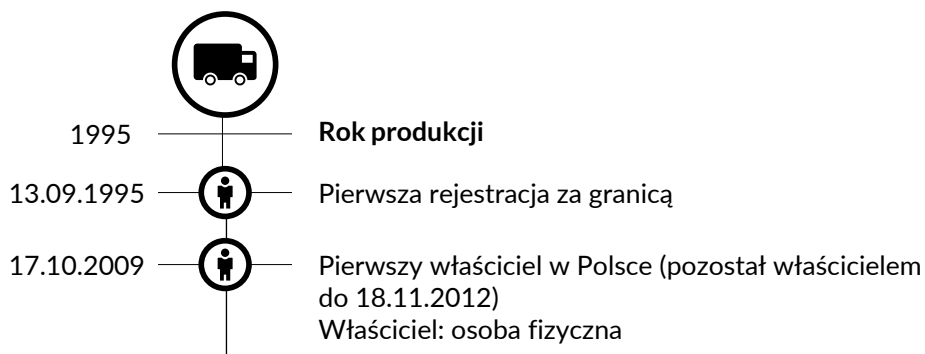 1995 Rok produkcji
13.09.1995 Pierwsza rejestracja za granicą
17.10.2009 Pierwszy właściciel w Polsce (pozostał właścicielem
do 18.11.2012)
Właściciel: osoba fizyczna